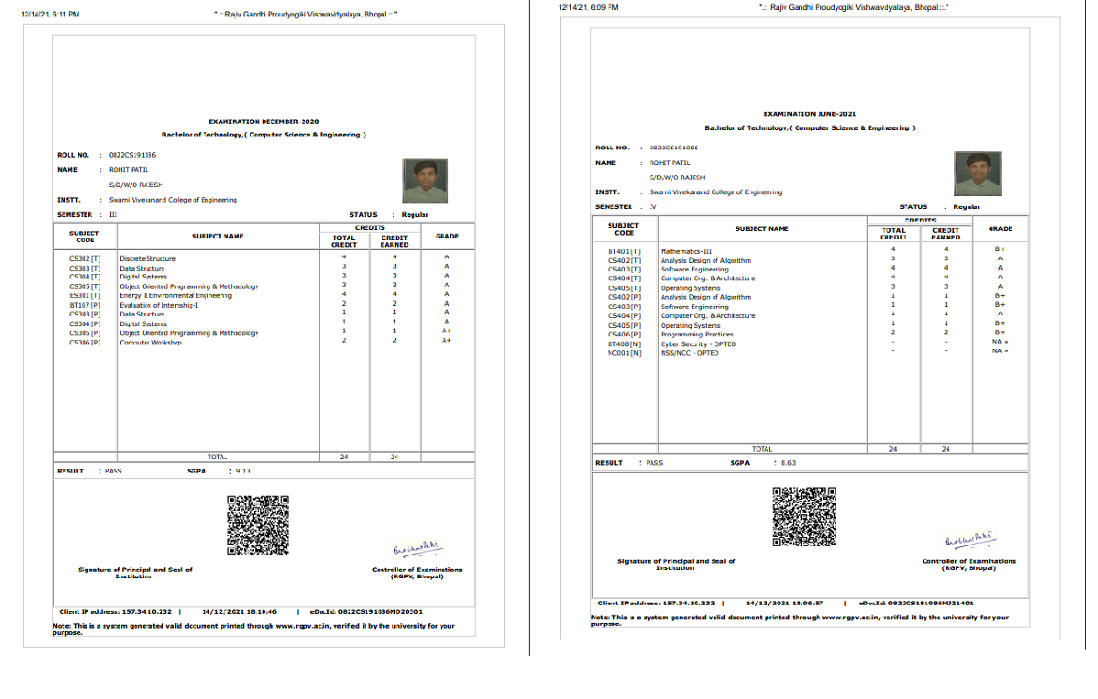 12/14/21, 6:11 PM
".:: Rajiv Gandhi Proudyogiki Vishwavidyalaya, Bhopal ::."
EXAMINATION DECEMBER-2020
Bachelor of Technology,( Computer Science & Engineering )
ROLL NO. : 0822CS191086
NAME : ROHIT PATIL
S/D/W/O RAJESH
INSTT. : Swami Vivekanand College of Engineering
SEMESTER : III STATUS : Regular
SUBJECT CODE SUBJECT NAME CREDITS TOTAL CREDIT CREDIT EARNED GRADE
CS302 [T] Discrete Structure 4 4 A
CS303 [T] Data Structure 3 3 A
CS304 [T] Digital Systems 3 3 A
CS305 [T] Object Oriented Programming & Methodology 3 3 A
ES301 [T] Energy & Environmental Engineering 4 4 A
BT107 [P] Evaluation of Internship-I 2 2 A
CS303 [P] Data Structure 1 1 A
CS304 [P] Digital Systems 1 1 A
CS305 [P] Object Oriented Programming & Methodology 1 1 A+
CS306 [P] Computer Workshop 2 2 A+
TOTAL 24 24
RESULT : PASS SGPA : 9.13
Signature of Principal and Seal of
Institution
Controller of Examinations
(RGPV, Bhopal)
Client IP address: 157.34.10.232 | 14/12/2021 18:10:46 | eDocId: 0822CS191086MD20301
Note: This is a system generated valid document printed through www.rgpv.ac.in, verified it by the university for your
purpose.
12/14/21, 6:09 PM
".:: Rajiv Gandhi Proudyogiki Vishwavidyalaya, Bhopal ::."
EXAMINATION JUNE-2021
Bachelor of Technology,( Computer Science & Engineering )
ROLL NO. : 0822CS191086
NAME : ROHIT PATIL
S/D/W/O RAJESH
INSTT. : Swami Vivekanand College of Engineering
SEMESTER : IV STATUS : Regular
SUBJECT CODE SUBJECT NAME CREDITS TOTAL CREDIT CREDIT EARNED GRADE
BT401[T] Mathematics-III 4 4 B+
CS402[T] Analysis Design of Algorithm 3 3 A
CS403[T] Software Engineering 4 4 A
CS404[T] Computer Org. & Architecture 4 4 A
CS405[T] Operating Systems 3 3 A
CS402[P] Analysis Design of Algorithm 1 1 B+
CS403[P] Software Engineering 1 1 B+
CS404[P] Computer Org. & Architecture 1 1 A
CS405[P] Operating Systems 1 1 B+
CS406[P] Programming Practices 2 2 B+
BT408[N] Cyber Security - OPTED - - NA
NC001[N] NSS/NCC - OPTED - - NA
TOTAL 24 24
RESULT : PASS SGPA : 8.63
Signature of Principal and Seal of
Institution
Controller of Examinations
(RGPV, Bhopal)
Client IP address: 157.34.10.232 | 14/12/2021 18:06:57 |
Note: This is a system generated valid document printed through www.rgpv.ac.in, verified it by the university for your
purpose.